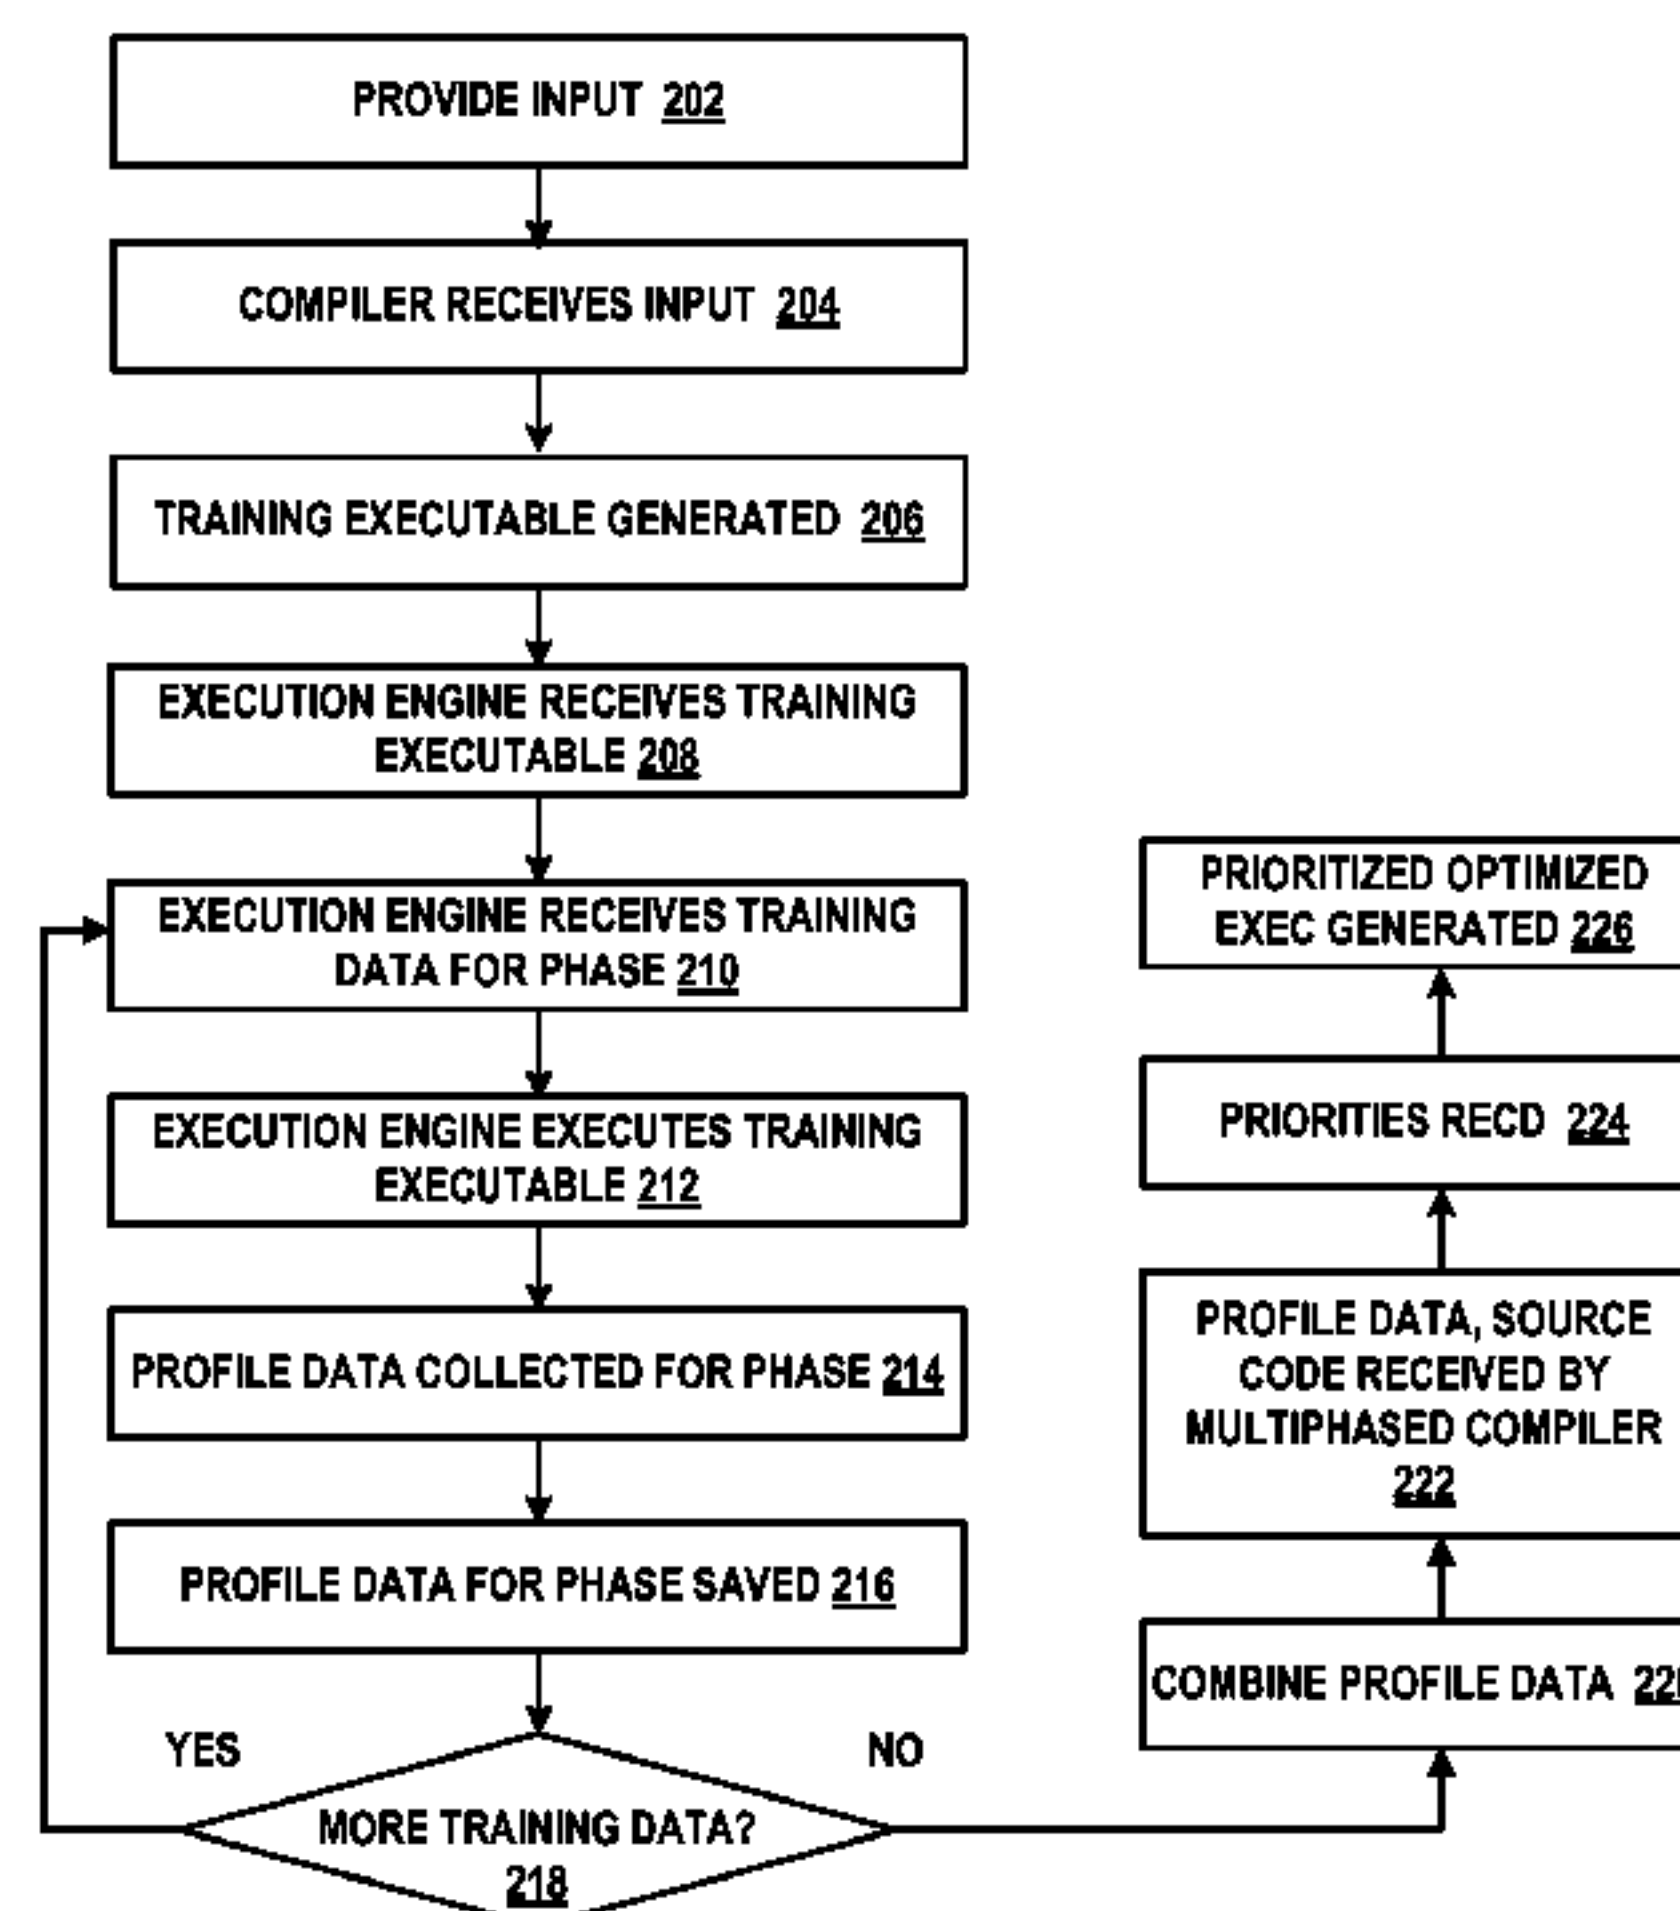 PROVIDE INPUT 202
COMPILER RECEIVES INPUT 204
TRAINING EXECUTABLE GENERATED 206
EXECUTION ENGINE RECEIVES TRAINING
EXECUTABLE 208
EXECUTION ENGINE RECEIVES TRAINING
DATA FOR PHASE 210
EXECUTION ENGINE EXECUTES TRAINING
EXECUTABLE 212
PROFILE DATA COLLECTED FOR PHASE 214
PROFILE DATA FOR PHASE SAVED 216
YES
NO
MORE TRAINING DATA?
218
PRIORITIZED OPTIMIZED
EXEC GENERATED 226
PRIORITIES RECD 224
PROFILE DATA, SOURCE
CODE RECEIVED BY
MULTIPHASED COMPILER
222
COMBINE PROFILE DATA